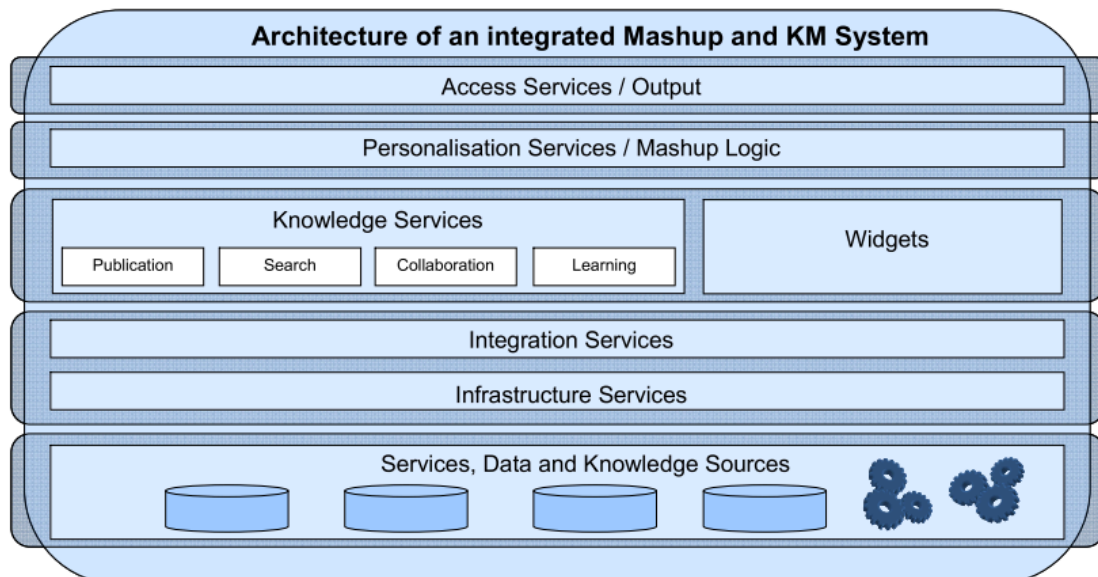 Architecture of an integrated Mashup and KM System
Access Services / Output
Personalisation Services / Mashup Logic
Knowledge Services
Widgets
Publication
Search
Collaboration
Learning
Integration Services
Infrastructure Services
Services, Data and Knowledge Sources